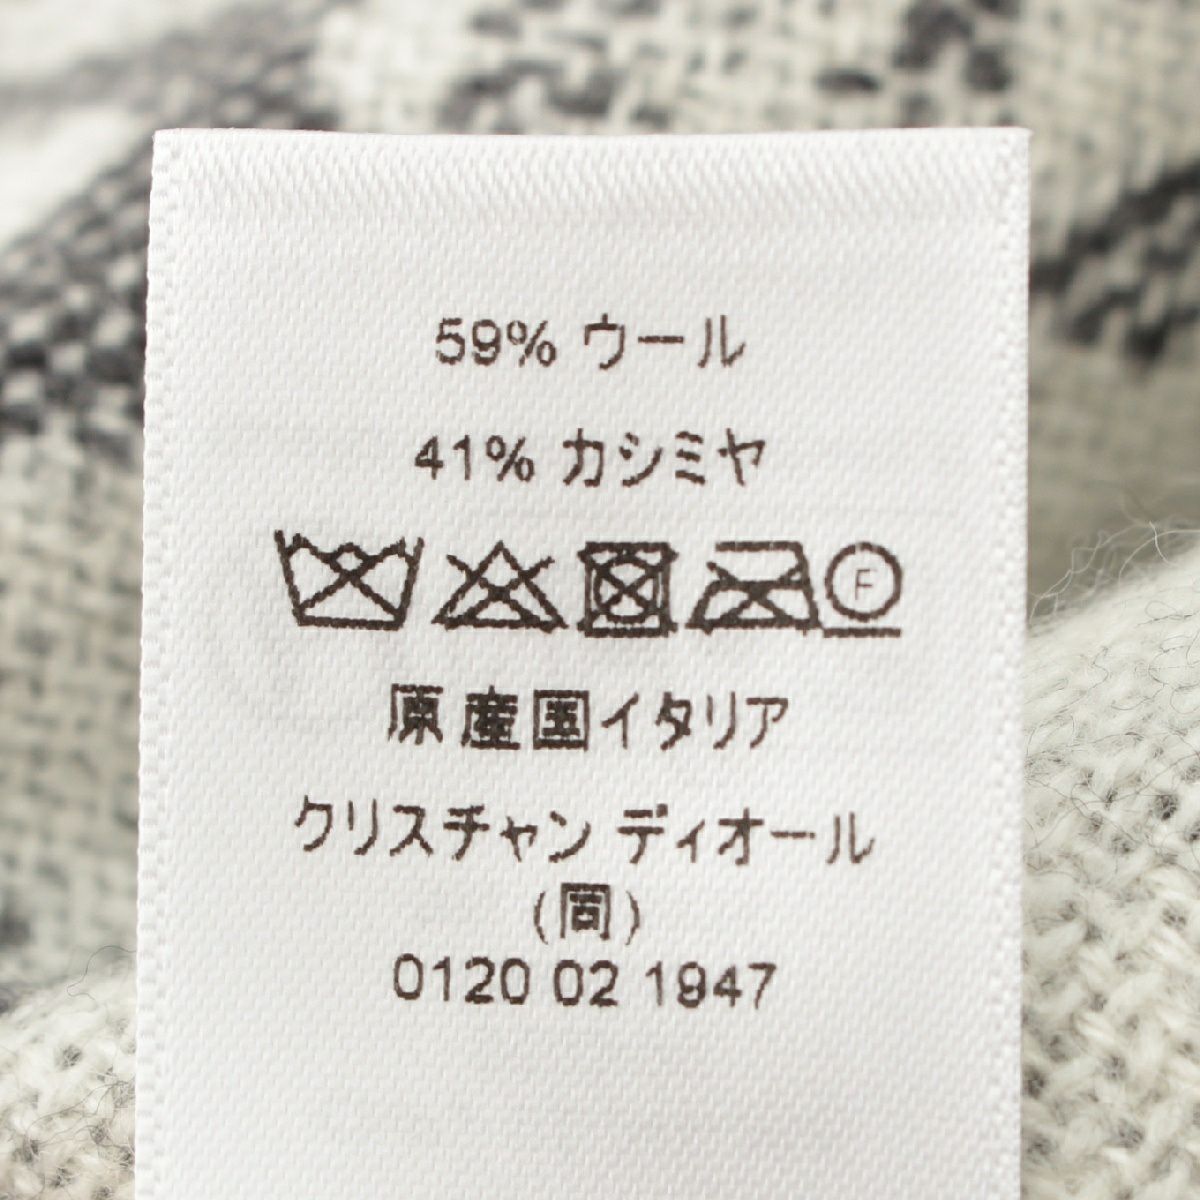 59% ウール
41% カシミヤ
F
原産国イタリア
クリスチャン ディオール
(同)
0120 02 1947